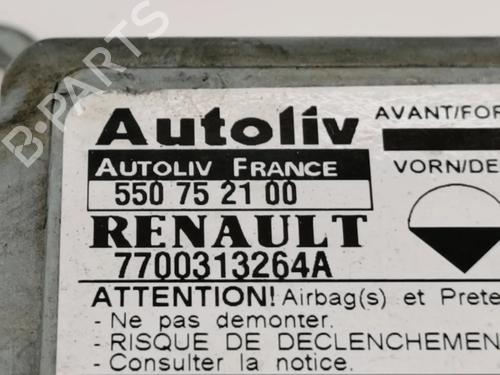 Autoliv
AUTOLIV FRANCE
550 75 21 00
RENAULT
7700313264A
AVANT/FOR
VORN/DE
ATTENTION! Airbag(s) et Prete
- Ne pas demonter.
- RISQUE DE DECLENCHEMEN
- Consulter la notice.
B-PARTS